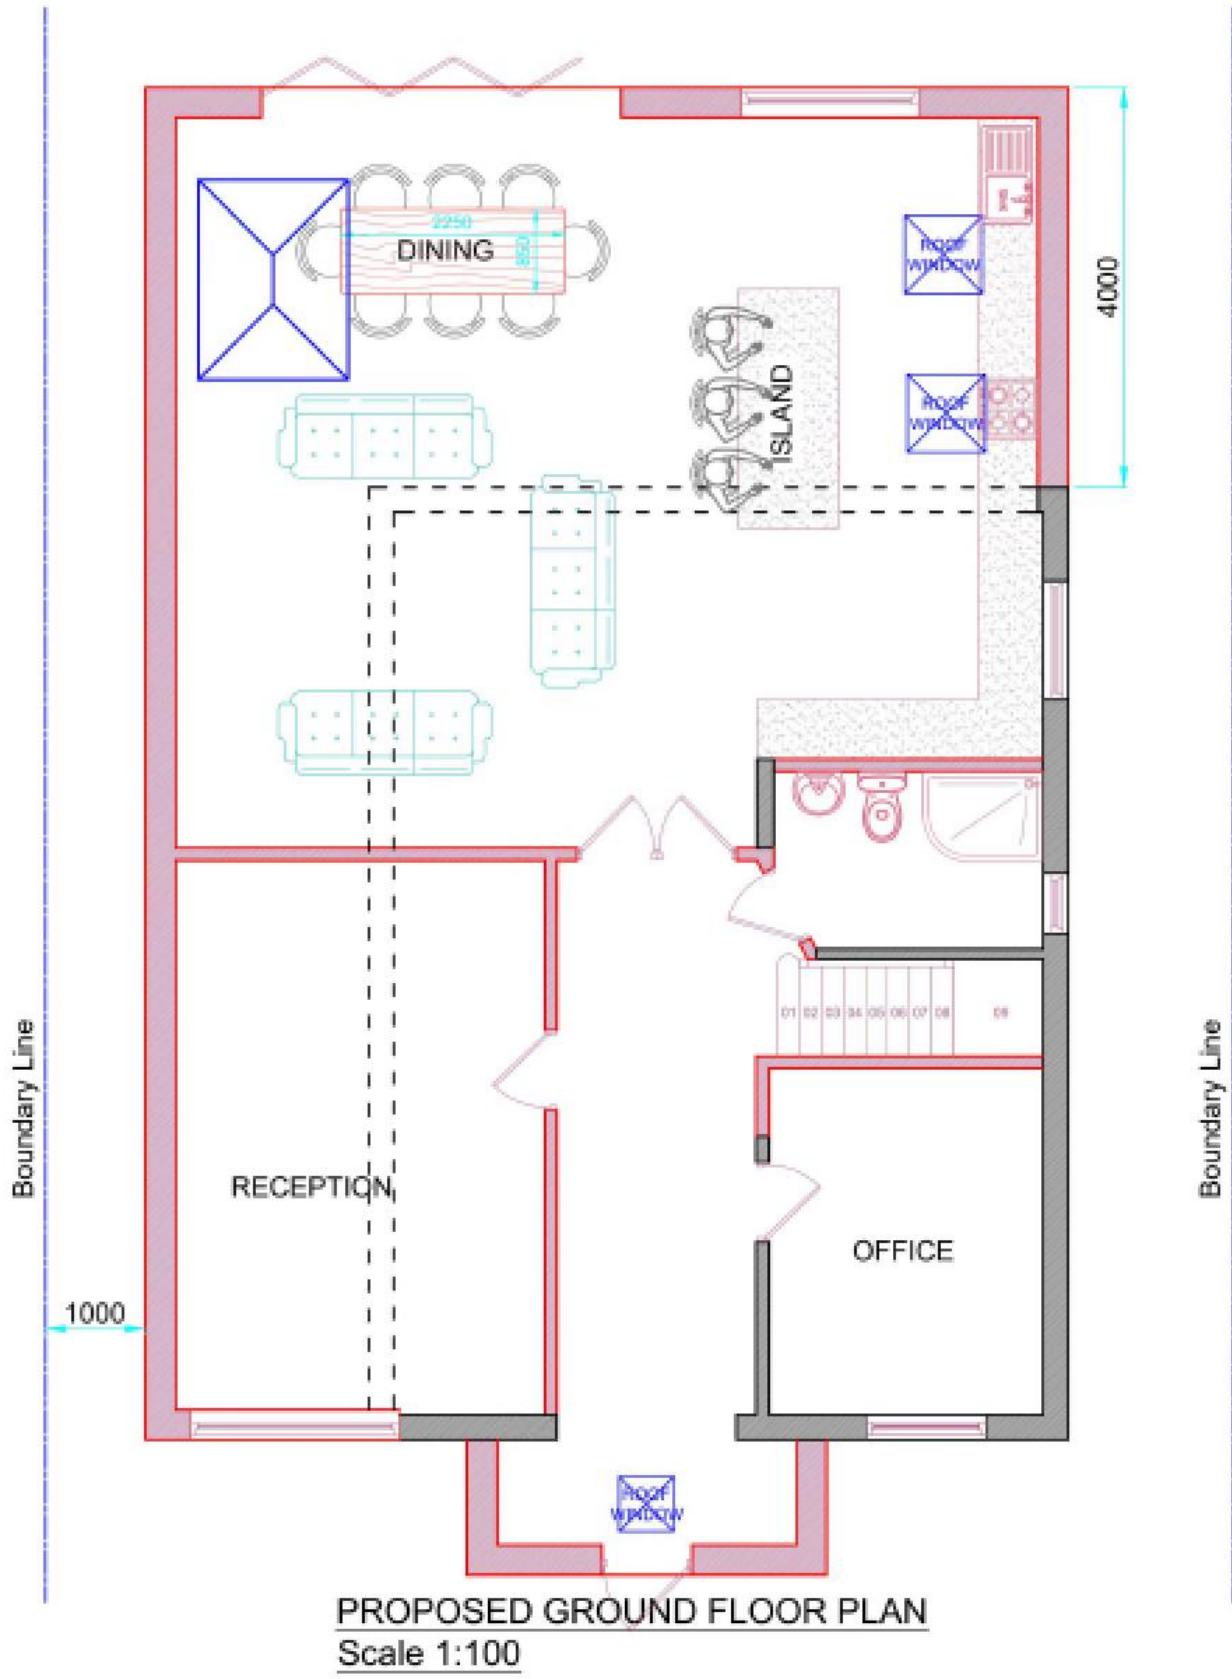 2250
DINING
850
ROOF
WINDOW
4000
ISLAND
ROOF
WINDOW
01 02 03 04 05 06 07 08 09
Boundary Line
Boundary Line
RECEPTION
OFFICE
1000
ROOF
WINDOW
PROPOSED GROUND FLOOR PLAN
Scale 1:100